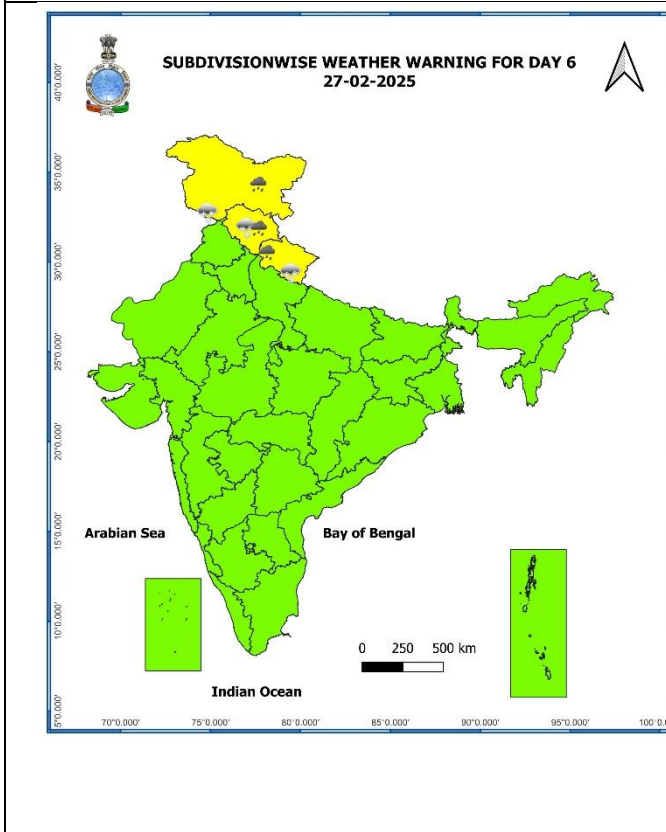 SUBDIVISIONWISE WEATHER WARNING FOR DAY 6
27-02-2025
40°0.000'
35°0.000'
30°0.000'
25°0.000'
20°0.000'
15°0.000'
10°0.000'
5°0.000'
Arabian Sea
Bay of Bengal
0 250 500 km
Indian Ocean
70°0.000' 75°0.000' 80°0.000' 85°0.000' 90°0.000' 95°0.000' 100°0.0